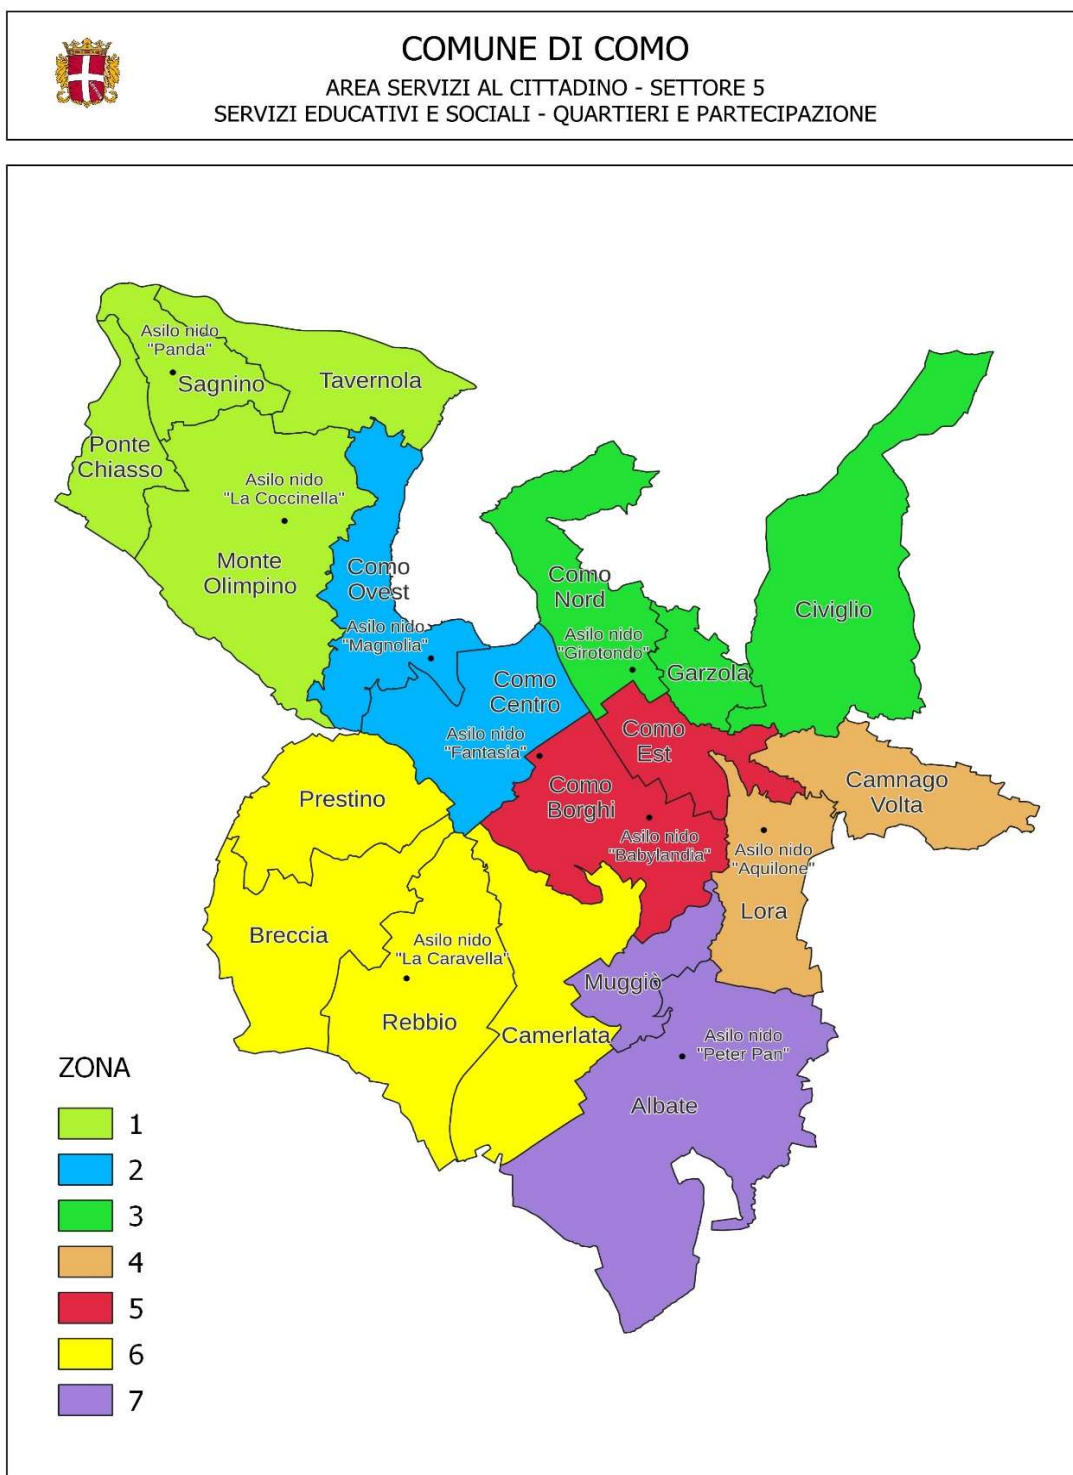 COMUNE DI COMO
AREA SERVIZI AL CITTADINO - SETTORE 5
SERVIZI EDUCATIVI E SOCIALI - QUARTIERI E PARTECIPAZIONE
Asilo nido
"Panda"
Sagnino
Tavernola
Ponte
Chiasso
Asilo nido
"La Coccinella"
Monte
Olimpino
Como
Ovest
Asilo nido
"Magnolia"
Como
Nord
Asilo nido
"Girotondo"
Garzola
Civiglio
Como
Centro
Asilo nido
"Fantasia"
Como
Est
Como
Borghi
Asilo nido
"Babylandia"
Camnago
Volta
Asilo nido
"Aquilone"
Lora
Prestino
Breccia
Asilo nido
"La Caravella"
Rebbio
Camerlata
Muggiò
Asilo nido
"Peter Pan"
Albate
ZONA
1
2
3
4
5
6
7